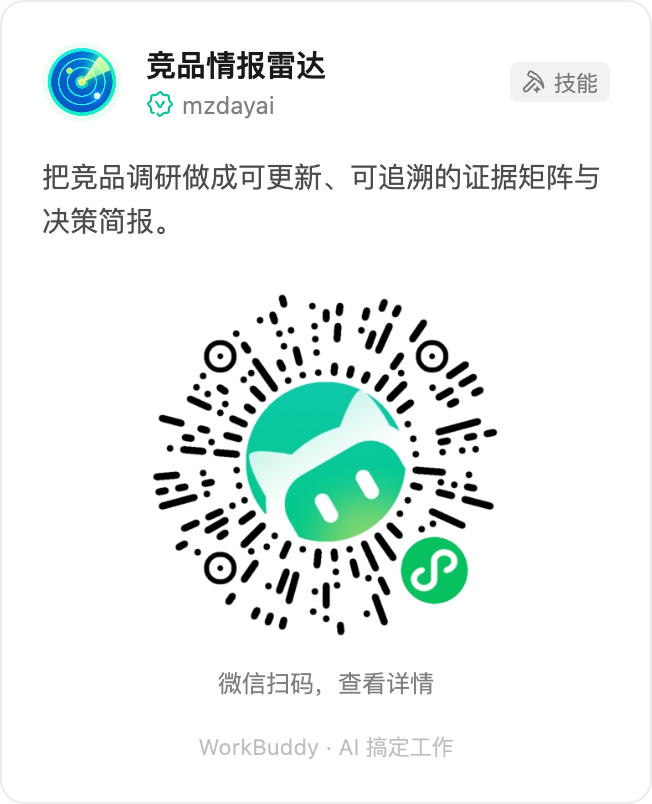 竞品情报雷达
mzdayai
技能
把竞品调研做成可更新、可追溯的证据矩阵与
决策简报。
微信扫码，查看详情
WorkBuddy · AI 搞定工作